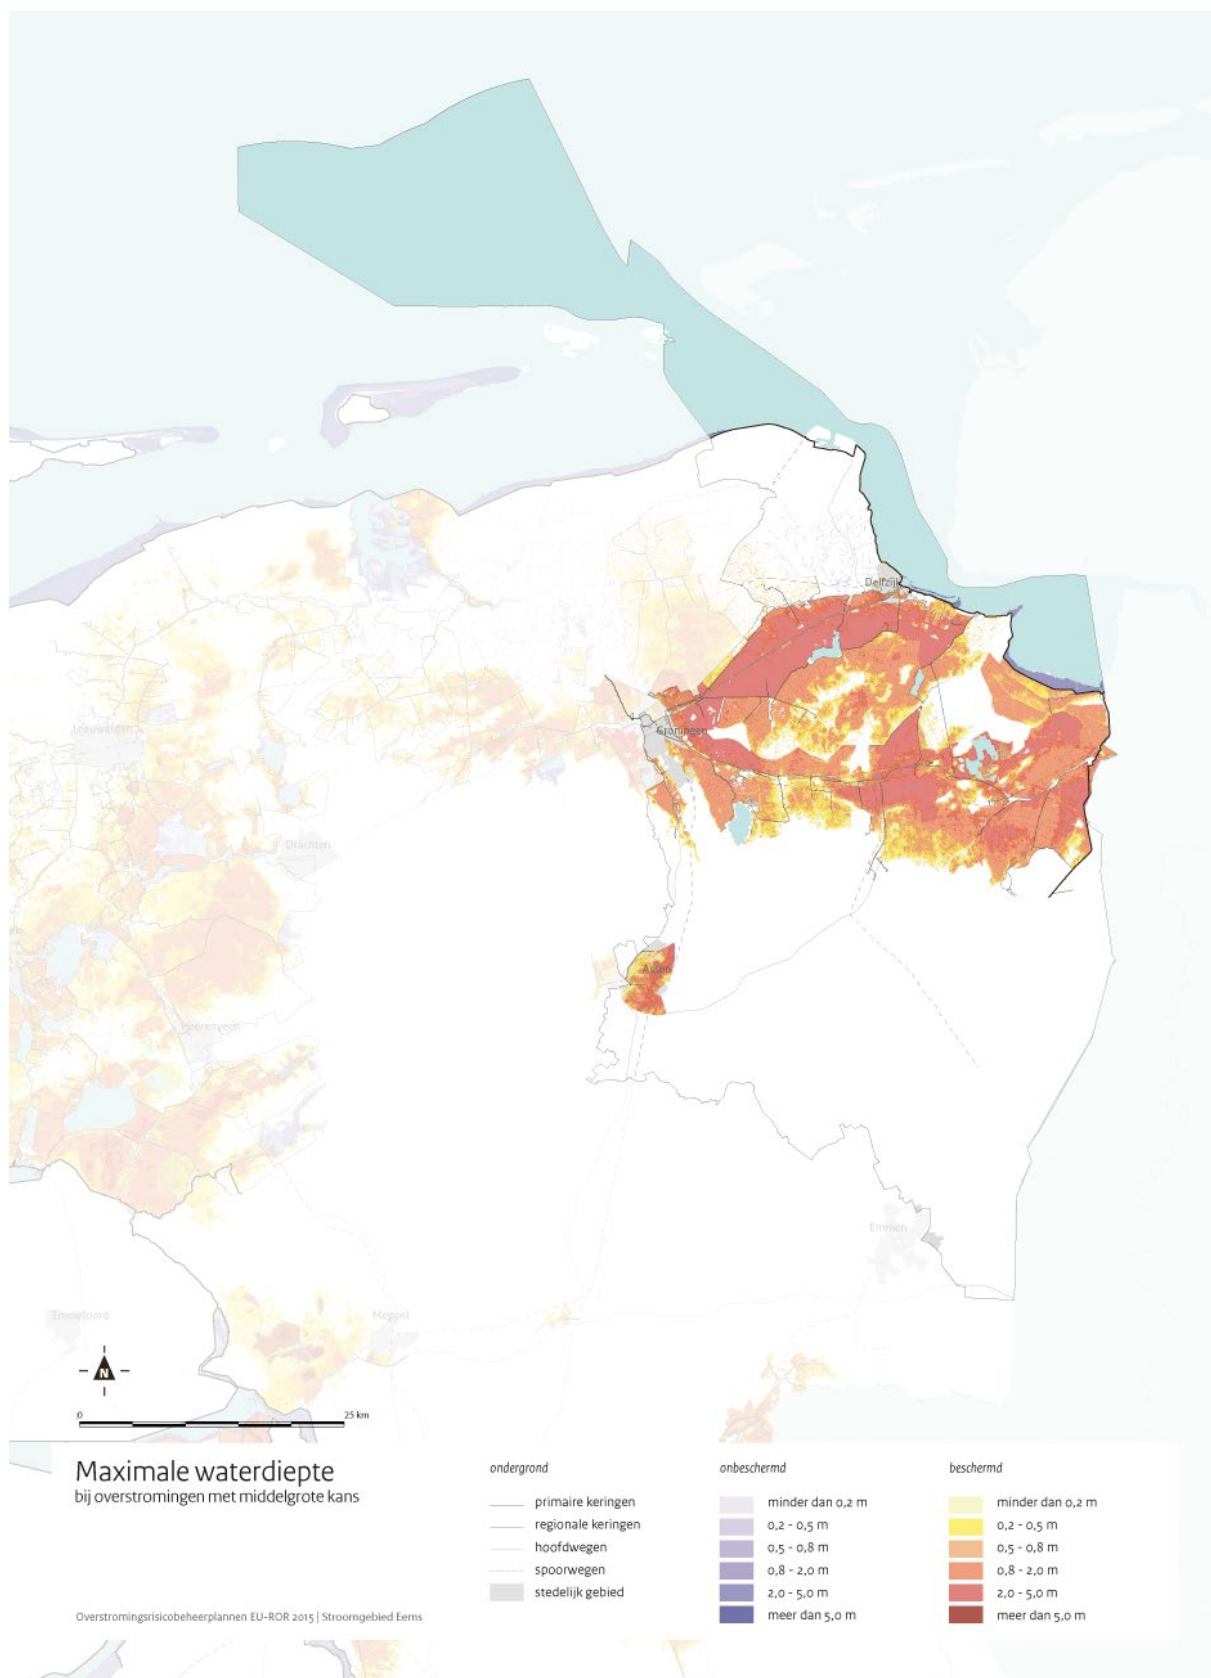 Delfzijl
Leeuwarden
Groningen
Drachten
Assen
Heerenveen
Emmen
Emmeloord
Meppel
N
0
25 km
Maximale waterdiepte
bij overstromingen met middelgrote kans
Overstromingsrisicobeheerplannen EU-ROR 2015 | Stroomgebied Eems
ondergrond
primaire keringen
regionale keringen
hoofdwegen
spoorwegen
stedelijk gebied
onbeschermd
minder dan 0,2 m
0,2 - 0,5 m
0,5 - 0,8 m
0,8 - 2,0 m
2,0 - 5,0 m
meer dan 5,0 m
beschermd
minder dan 0,2 m
0,2 - 0,5 m
0,5 - 0,8 m
0,8 - 2,0 m
2,0 - 5,0 m
meer dan 5,0 m